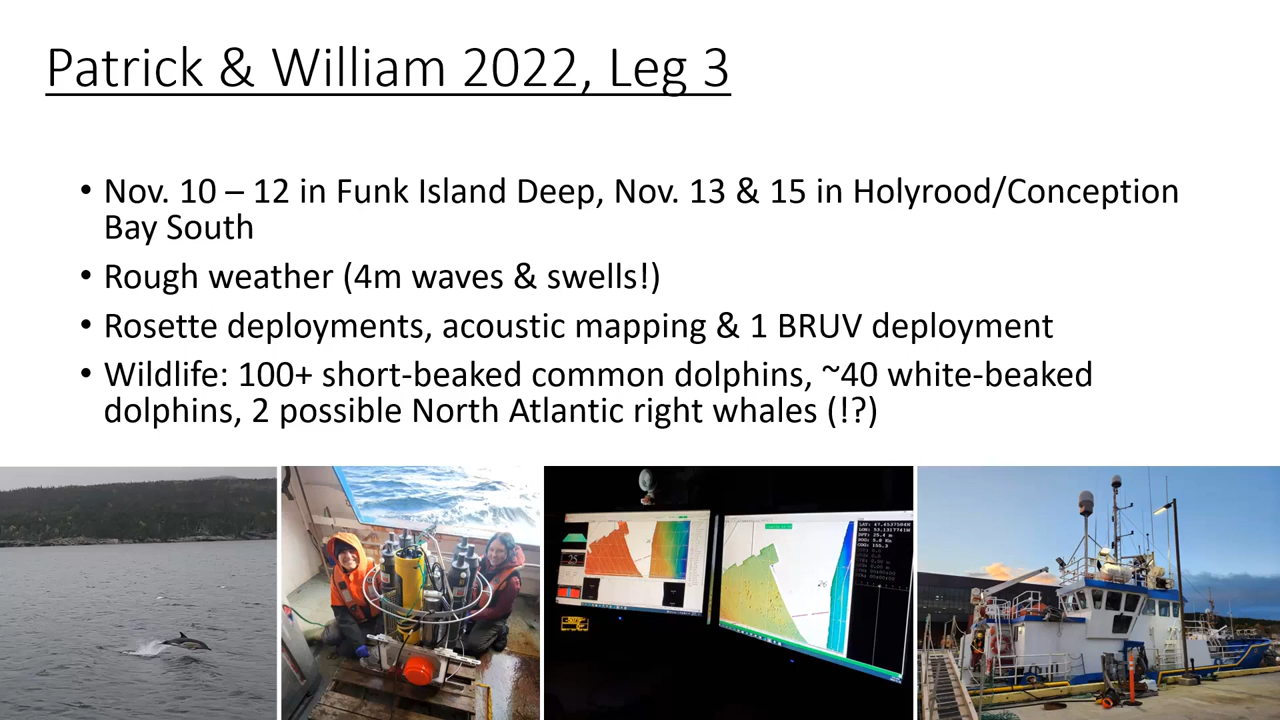 Patrick & William 2022, Leg 3
• Nov. 10 – 12 in Funk Island Deep, Nov. 13 & 15 in Holyrood/Conception
Bay South
• Rough weather (4m waves & swells!)
• Rosette deployments, acoustic mapping & 1 BRUV deployment
• Wildlife: 100+ short-beaked common dolphins, ~40 white-beaked
dolphins, 2 possible North Atlantic right whales (!?)